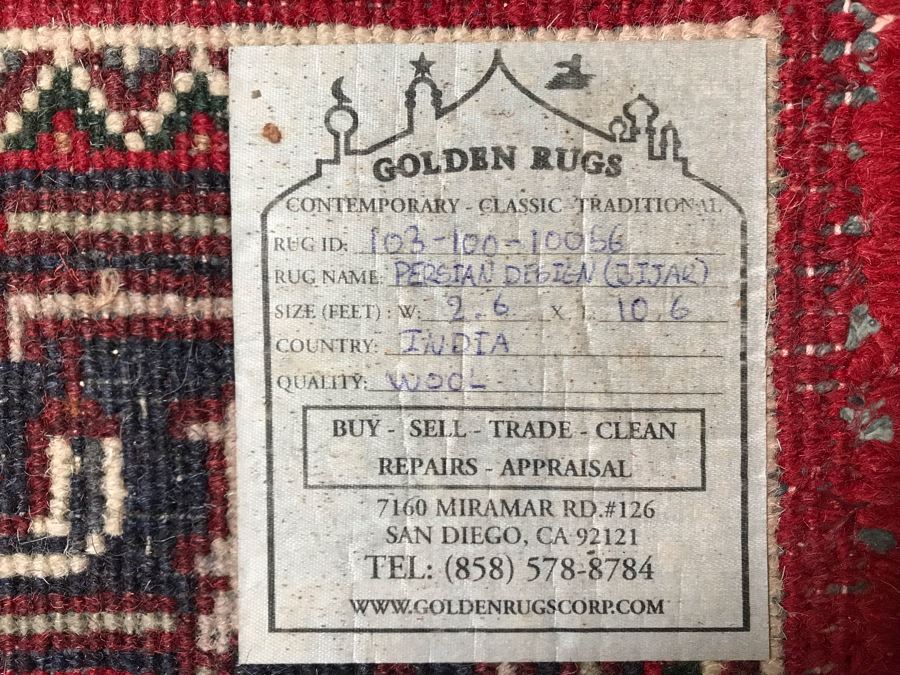 GOLDEN RUGS
CONTEMPORARY - CLASSIC TRADITIONAL
RUG ID: 103-100-10056
RUG NAME: PERSIAN DESIGN (BIJAR)
SIZE (FEET) : W: 2.6 X L 10.6
COUNTRY: INDIA
QUALITY: WOOL
BUY - SELL - TRADE - CLEAN
REPAIRS - APPRAISAL
7160 MIRAMAR RD.#126
SAN DIEGO, CA 92121
TEL: (858) 578-8784
WWW.GOLDENRUGSCORP.COM